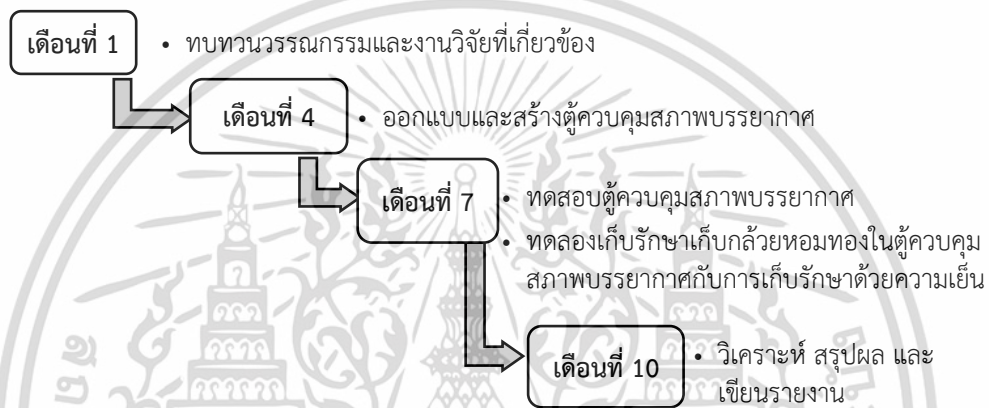 เดือนที่ 1 • ทบทวนวรรณกรรมและงานวิจัยที่เกี่ยวข้อง
เดือนที่ 4 • ออกแบบและสร้างตู้ควบคุมสภาพบรรยากาศ
เดือนที่ 7 • ทดสอบตู้ควบคุมสภาพบรรยากาศ
• ทดลองเก็บรักษาเก็บกล้วยหอมทองในตู้ควบคุม
สภาพบรรยากาศกับการเก็บรักษาด้วยความเย็น
เดือนที่ 10 • วิเคราะห์ สรุปผล และ
เขียนรายงาน